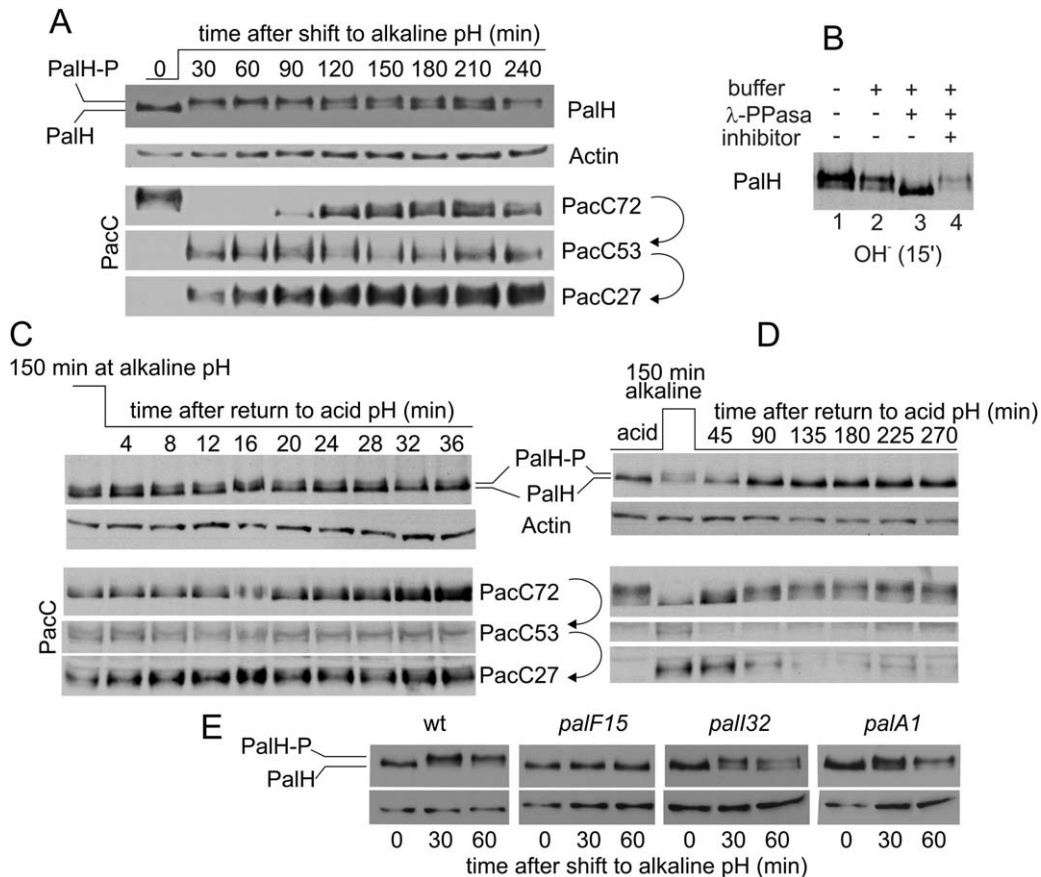 A
time after shift to alkaline pH (min)
0 30 60 90 120 150 180 210 240
PalH-P
PalH
PalH
Actin
PacC
PacC72
PacC53
PacC27
B
buffer - + + +
λ-PPasa - - + +
inhibitor - - - +
PalH
1 2 3 4
OH- (15')
C
150 min at alkaline pH
time after return to acid pH (min)
4 8 12 16 20 24 28 32 36
PalH-P
PalH
Actin
PacC
PacC72
PacC53
PacC27
D
150 min
alkaline
time after return to acid pH (min)
acid 45 90 135 180 225 270
E
wt palF15 palI32 palA1
PalH-P
PalH
0 30 60 0 30 60 0 30 60 0 30 60
time after shift to alkaline pH (min)